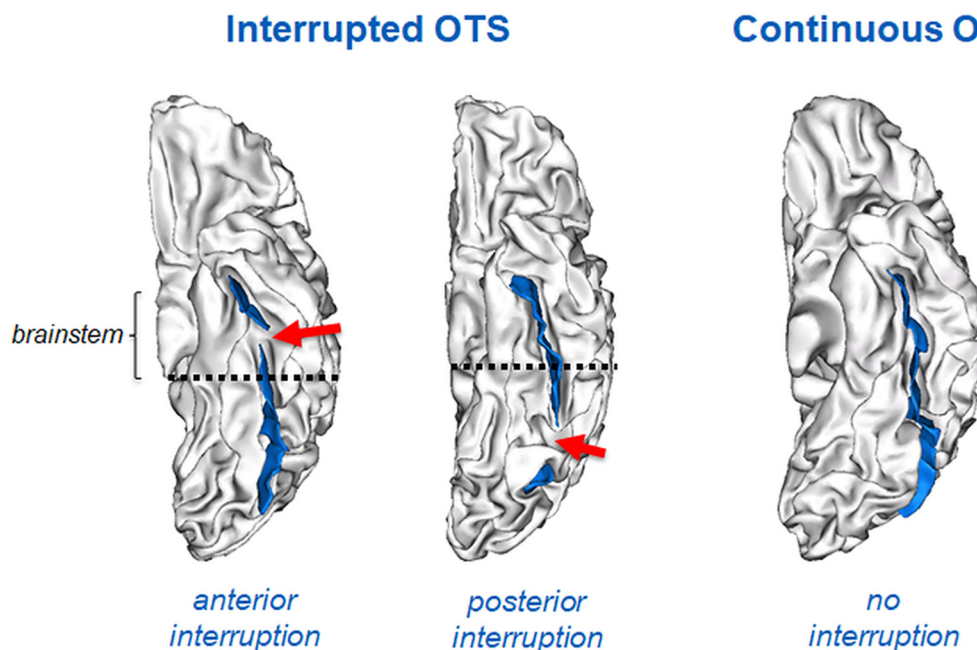 Interrupted OTS
Continuous O
brainstem
anterior
interruption
posterior
interruption
no
interruption